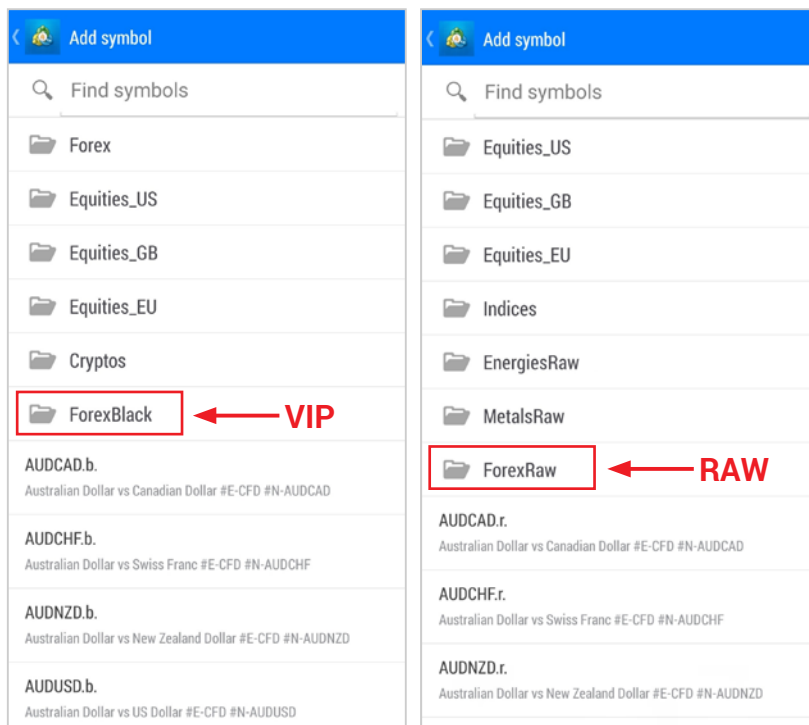 Add symbol
Find symbols
Forex
Equities_US
Equities_GB
Equities_EU
Cryptos
ForexBlack
VIP
AUDCAD.b.
Australian Dollar vs Canadian Dollar #E-CFD #N-AUDCAD
AUDCHF.b.
Australian Dollar vs Swiss Franc #E-CFD #N-AUDCHF
AUDNZD.b.
Australian Dollar vs New Zealand Dollar #E-CFD #N-AUDNZD
AUDUSD.b.
Australian Dollar vs US Dollar #E-CFD #N-AUDUSD
Add symbol
Find symbols
Equities_US
Equities_GB
Equities_EU
Indices
EnergiesRaw
MetalsRaw
ForexRaw
RAW
AUDCAD.r.
Australian Dollar vs Canadian Dollar #E-CFD #N-AUDCAD
AUDCHF.r.
Australian Dollar vs Swiss Franc #E-CFD #N-AUDCHF
AUDNZD.r.
Australian Dollar vs New Zealand Dollar #E-CFD #N-AUDNZD